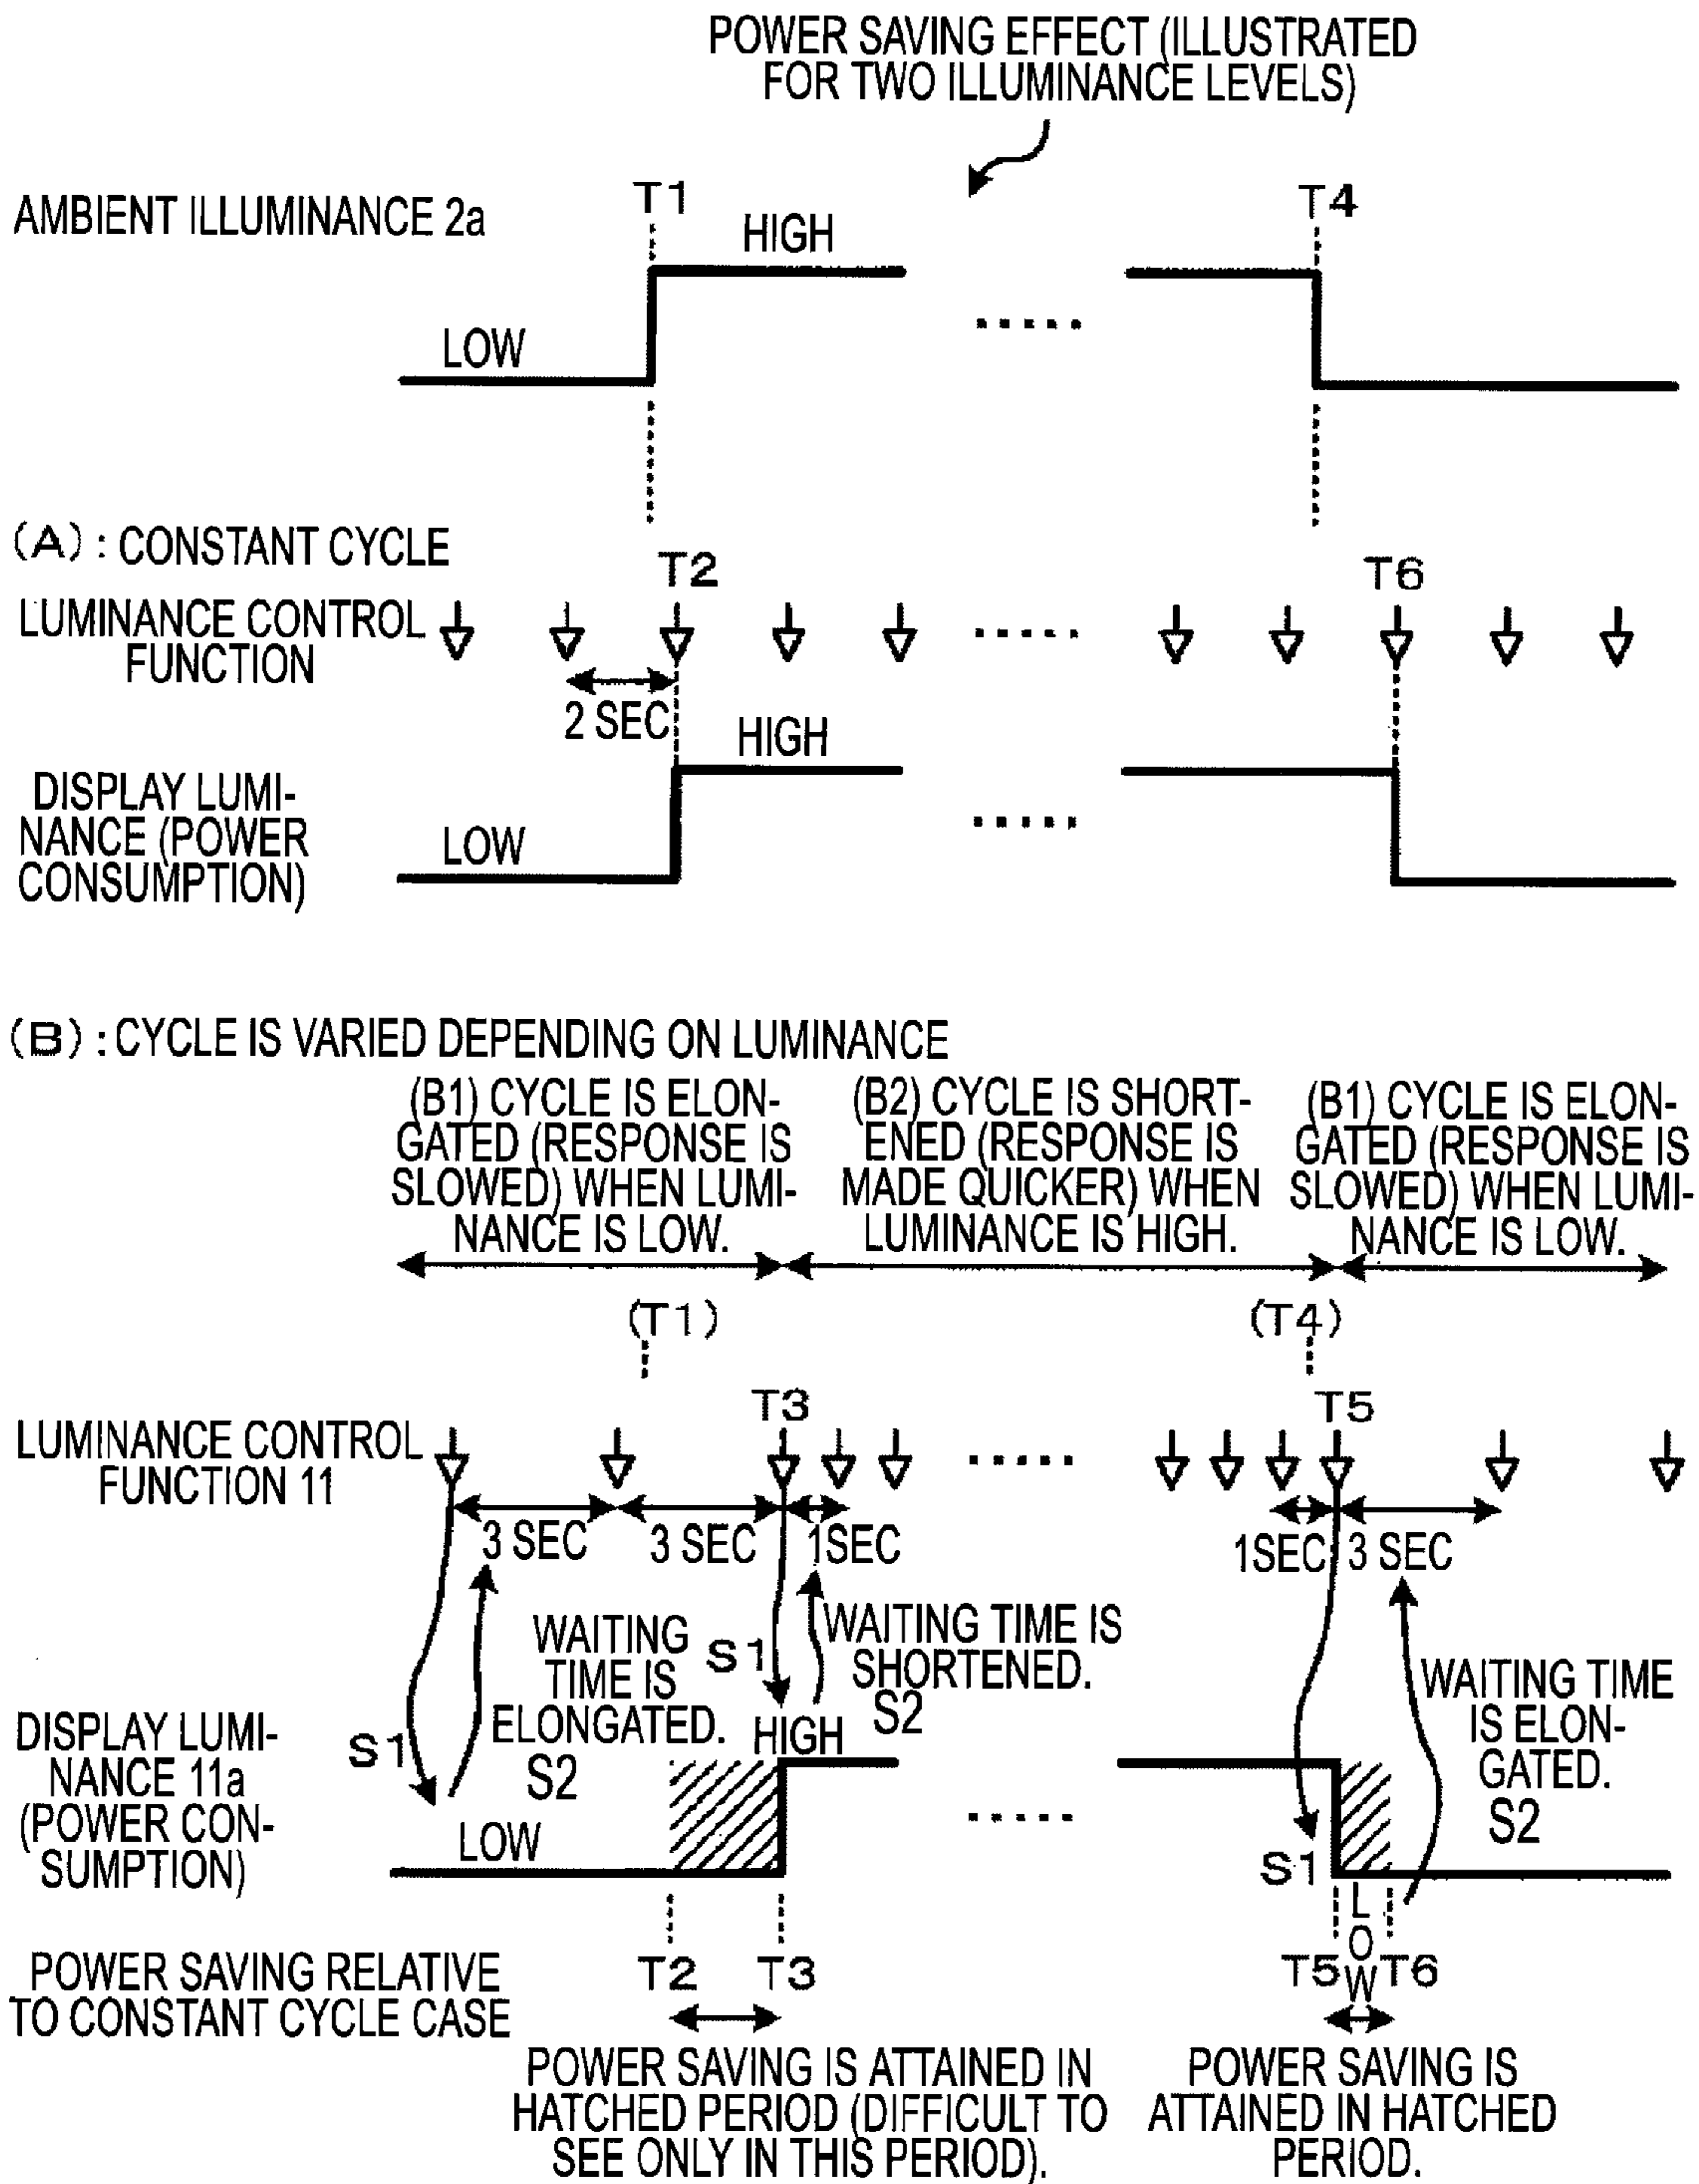 POWER SAVING EFFECT (ILLUSTRATED
FOR TWO ILLUMINANCE LEVELS)
AMBIENT ILLUMINANCE 2a
T1
HIGH
T4
LOW
(A) : CONSTANT CYCLE
T2
T6
LUMINANCE CONTROL
FUNCTION
2 SEC
HIGH
DISPLAY LUMI-
NANCE (POWER
CONSUMPTION)
LOW
(B) : CYCLE IS VARIED DEPENDING ON LUMINANCE
(B1) CYCLE IS ELON-
GATED (RESPONSE IS
SLOWED) WHEN LUMI-
NANCE IS LOW.
(B2) CYCLE IS SHORT-
ENED (RESPONSE IS
MADE QUICKER) WHEN
LUMINANCE IS HIGH.
(B1) CYCLE IS ELON-
GATED (RESPONSE IS
SLOWED) WHEN LUMI-
NANCE IS LOW.
(T1)
(T4)
T3
T5
LUMINANCE CONTROL
FUNCTION 11
3 SEC
3 SEC
1SEC
1SEC
3 SEC
WAITING
TIME IS
ELONGATED.
S2
S1
WAITING TIME IS
SHORTENED.
S2
WAITING TIME
IS ELON-
GATED.
S2
S1
HIGH
DISPLAY LUMI-
NANCE 11a
(POWER CON-
SUMPTION)
LOW
S1
LOW
T2
T3
T5
T6
POWER SAVING RELATIVE
TO CONSTANT CYCLE CASE
POWER SAVING IS ATTAINED IN
HATCHED PERIOD (DIFFICULT TO
SEE ONLY IN THIS PERIOD).
POWER SAVING IS
ATTAINED IN HATCHED
PERIOD.